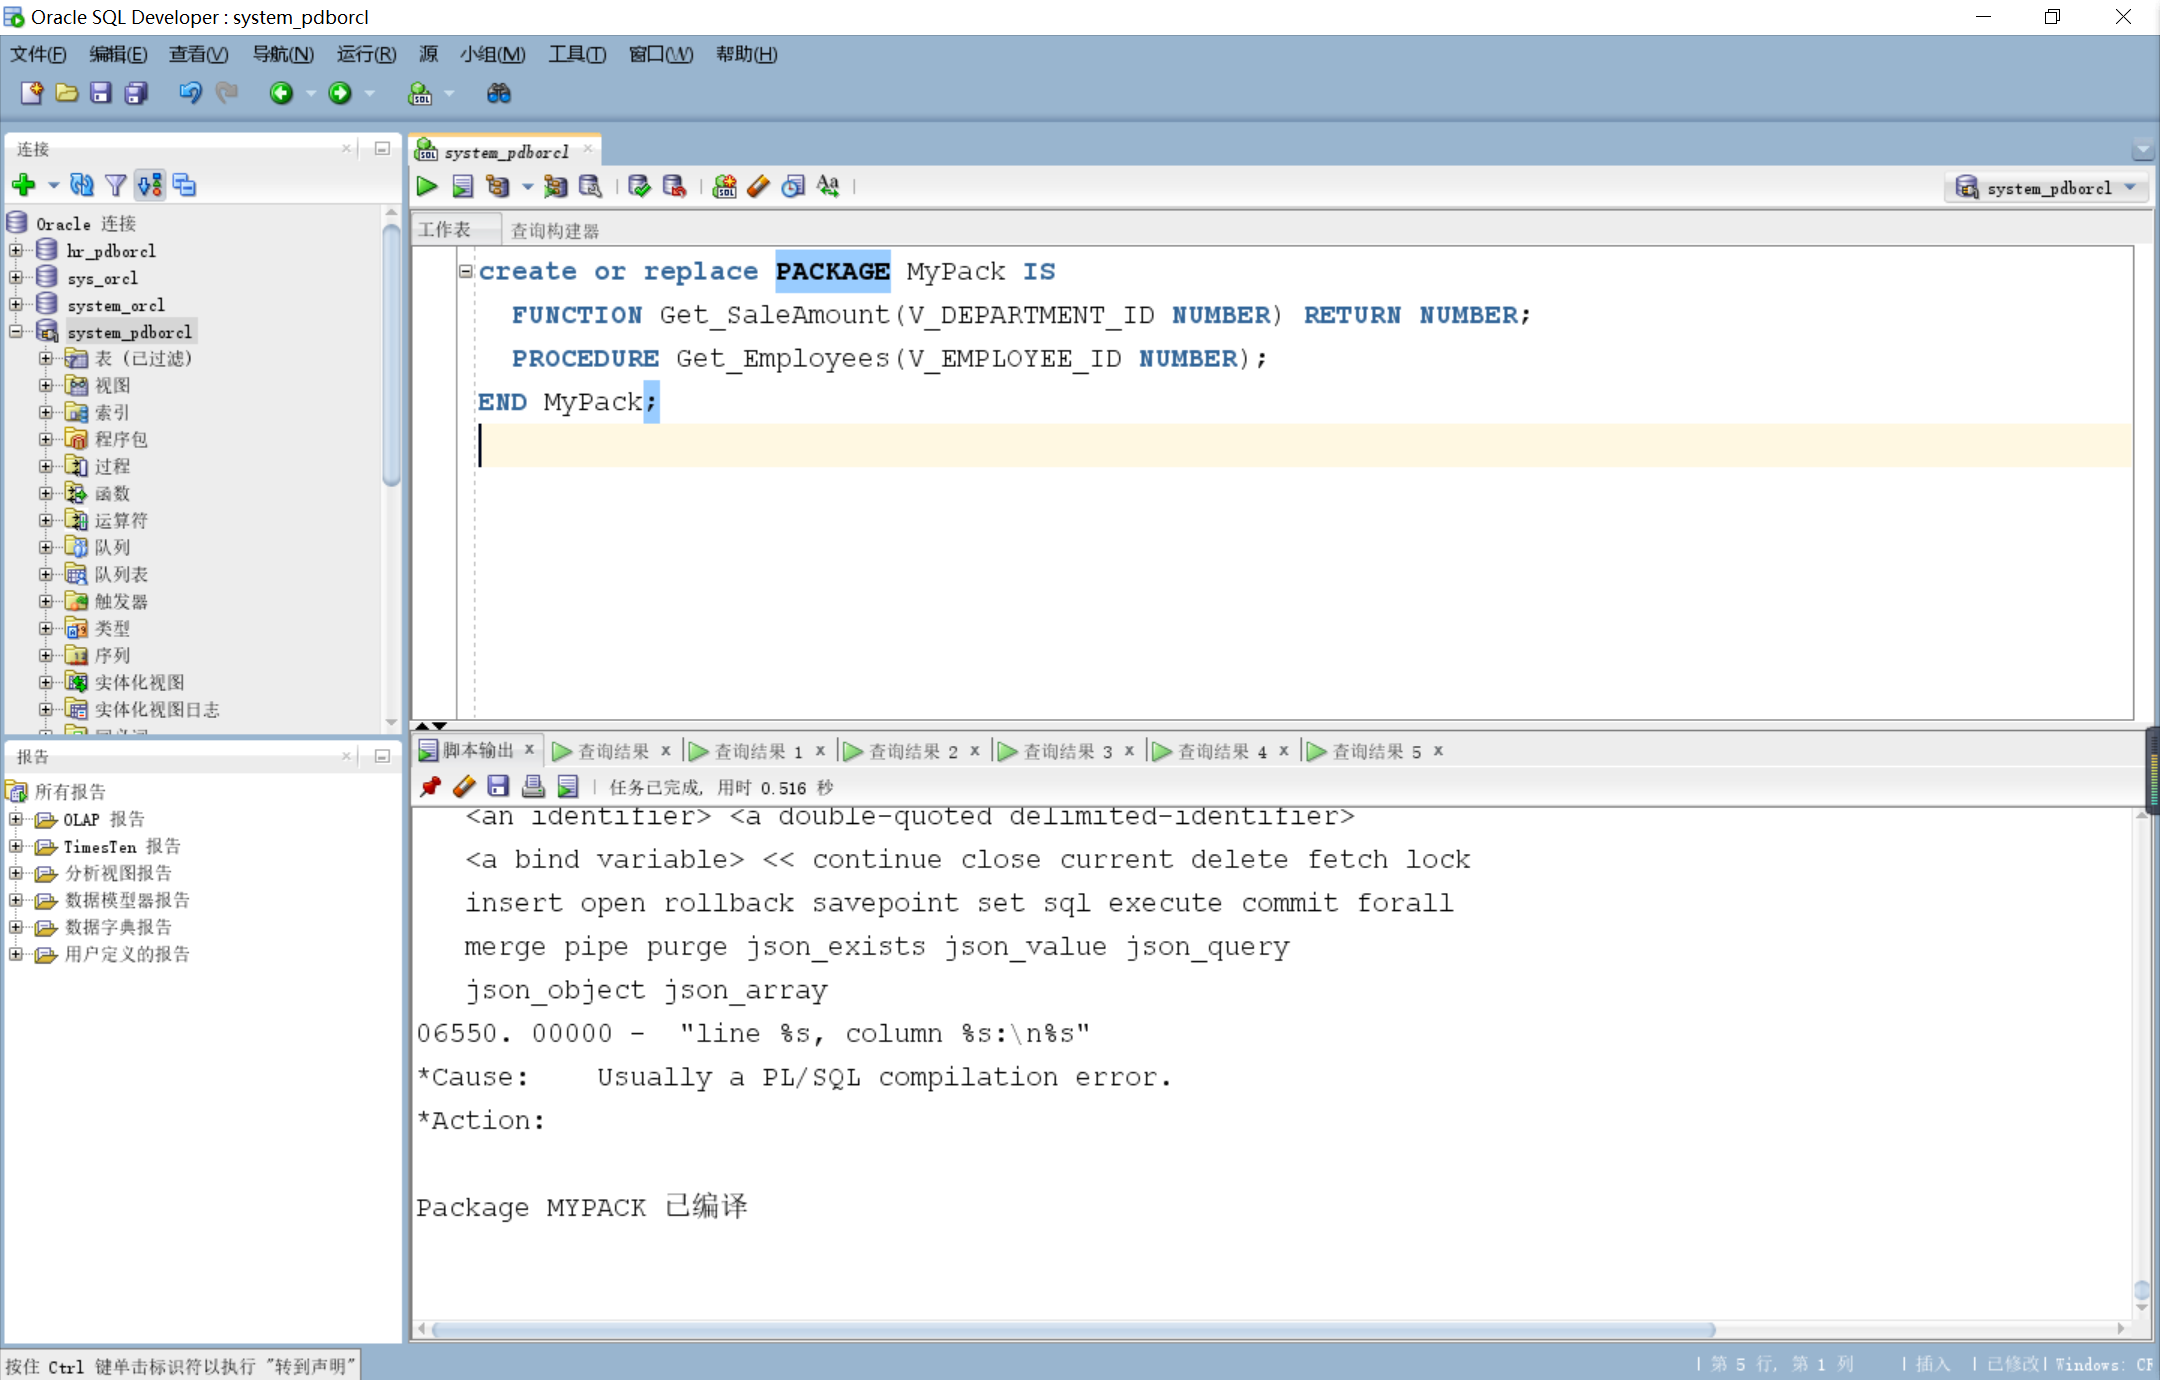 Oracle SQL Developer : system_pdborcl
文件(F) 编辑(E) 查看(V) 导航(N) 运行(R) 源 小组(M) 工具(T) 窗口(W) 帮助(H)
连接
Oracle 连接
hr_pdborcl
sys_orcl
system_orcl
system_pdborcl
表 (已过滤)
视图
索引
程序包
过程
函数
运算符
队列
队列表
触发器
类型
序列
实体化视图
实体化视图日志
报告
所有报告
OLAP 报告
TimesTen 报告
分析视图报告
数据模型器报告
数据字典报告
用户定义的报告
system_pdborcl
system_pdborcl
工作表 查询构建器
create or replace PACKAGE MyPack IS
FUNCTION Get_SaleAmount(V_DEPARTMENT_ID NUMBER) RETURN NUMBER;
PROCEDURE Get_Employees(V_EMPLOYEE_ID NUMBER);
END MyPack;
脚本输出 查询结果 查询结果 1 查询结果 2 查询结果 3 查询结果 4 查询结果 5
任务已完成, 用时 0.516 秒
<an identifier> <a double-quoted delimited-identifier>
<a bind variable> << continue close current delete fetch lock
insert open rollback savepoint set sql execute commit forall
merge pipe purge json_exists json_value json_query
json_object json_array
06550. 00000 - "line %s, column %s:\n%s"
*Cause: Usually a PL/SQL compilation error.
*Action:
Package MYPACK 已编译
按住 Ctrl 键单击标识符以执行 "转到声明"
第 5 行, 第 1 列 | 插入 | 已修改| Windows: CR